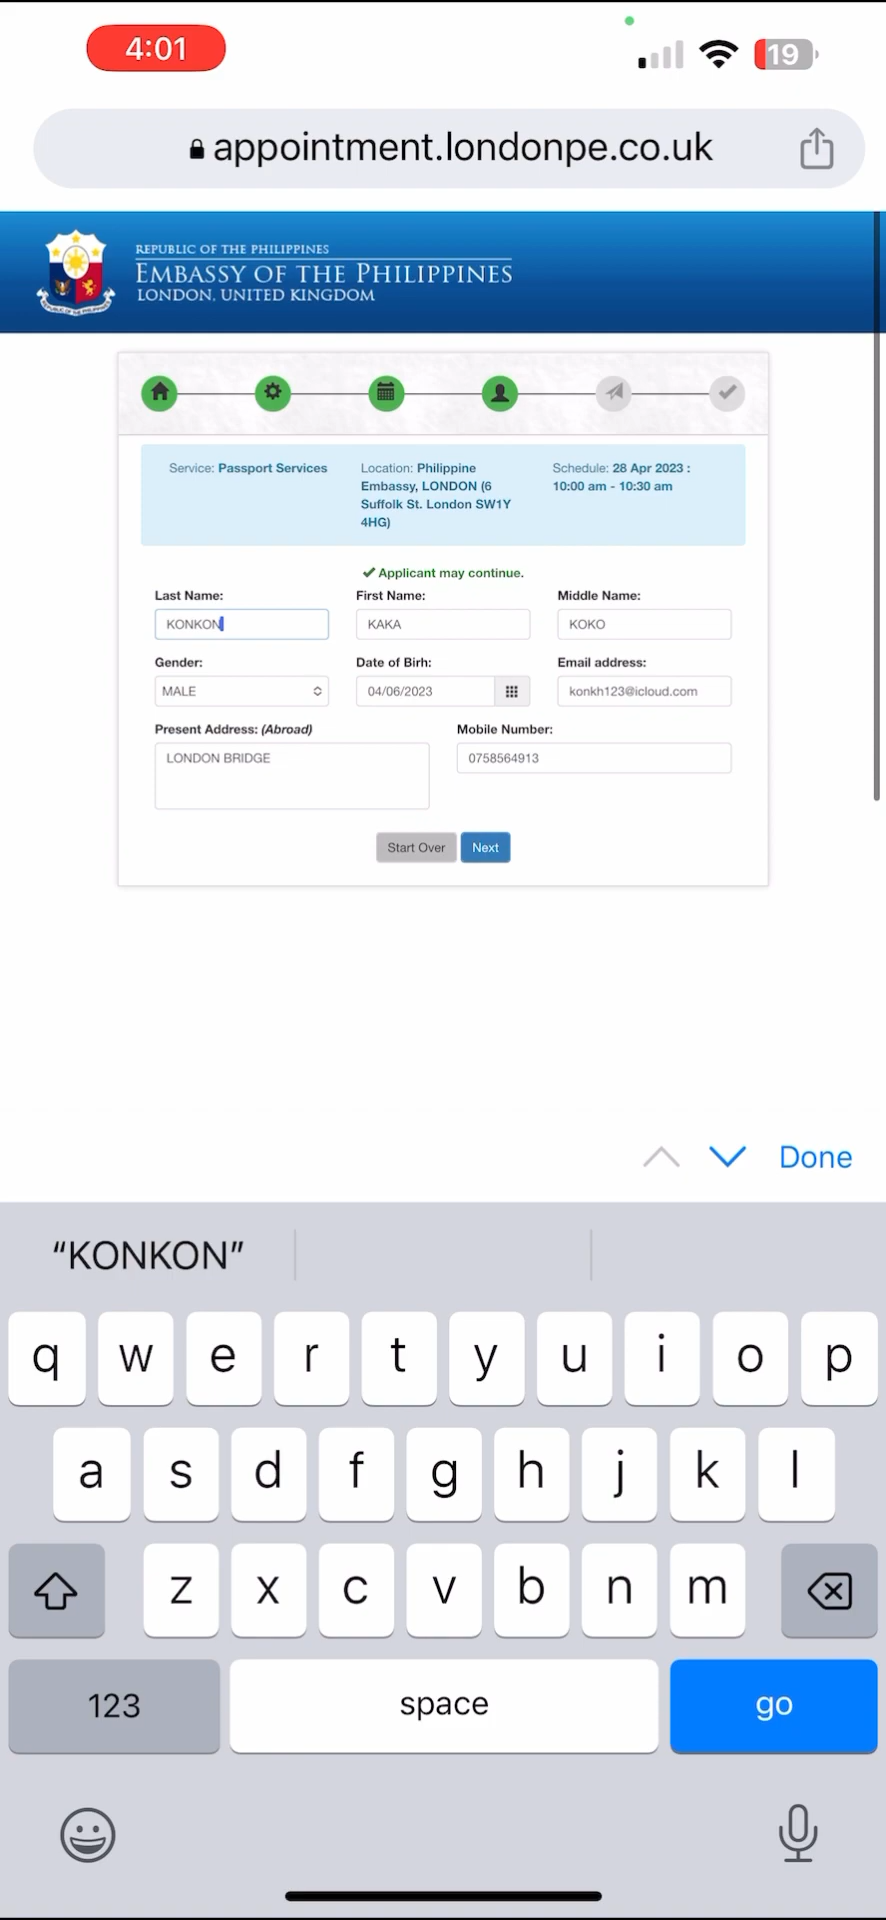 4:01
19
appointment.londonpe.co.uk
REPUBLIC OF THE PHILIPPINES
EMBASSY OF THE PHILIPPINES
LONDON, UNITED KINGDOM
Service: Passport Services
Location: Philippine
Embassy, LONDON (6
Suffolk St. London SW1Y
4HG)
Schedule: 28 Apr 2023 :
10:00 am - 10:30 am
Applicant may continue.
Last Name: First Name: Middle Name:
KONKON KAKA KOKO
Gender: Date of Birh: Email address:
MALE 04/06/2023 konkh123@icloud.com
Present Address: (Abroad) Mobile Number:
LONDON BRIDGE 0758564913
Start Over Next
Done
“KONKON”
q w e r t y u i o p
a s d f g h j k l
z x c v b n m
123 space go